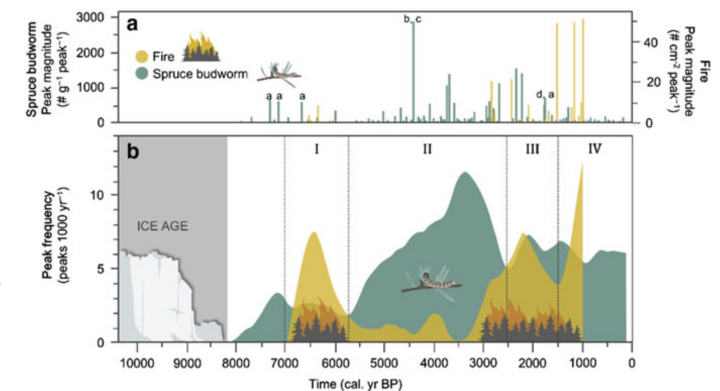 a
Fire
Spruce budworm
Spruce budworm
Peak magnitude
(# g⁻¹ peak⁻¹)
3000
2000
1000
0
a a a b, c d, a
40
20
0
Fire
Peak magnitude
(# cm⁻² peak⁻¹)
b
I II III IV
ICE AGE
Peak frequency
(peaks 1000 yr⁻¹)
10
5
0
10000 9000 8000 7000 6000 5000 4000 3000 2000 1000 0
Time (cal. yr BP)